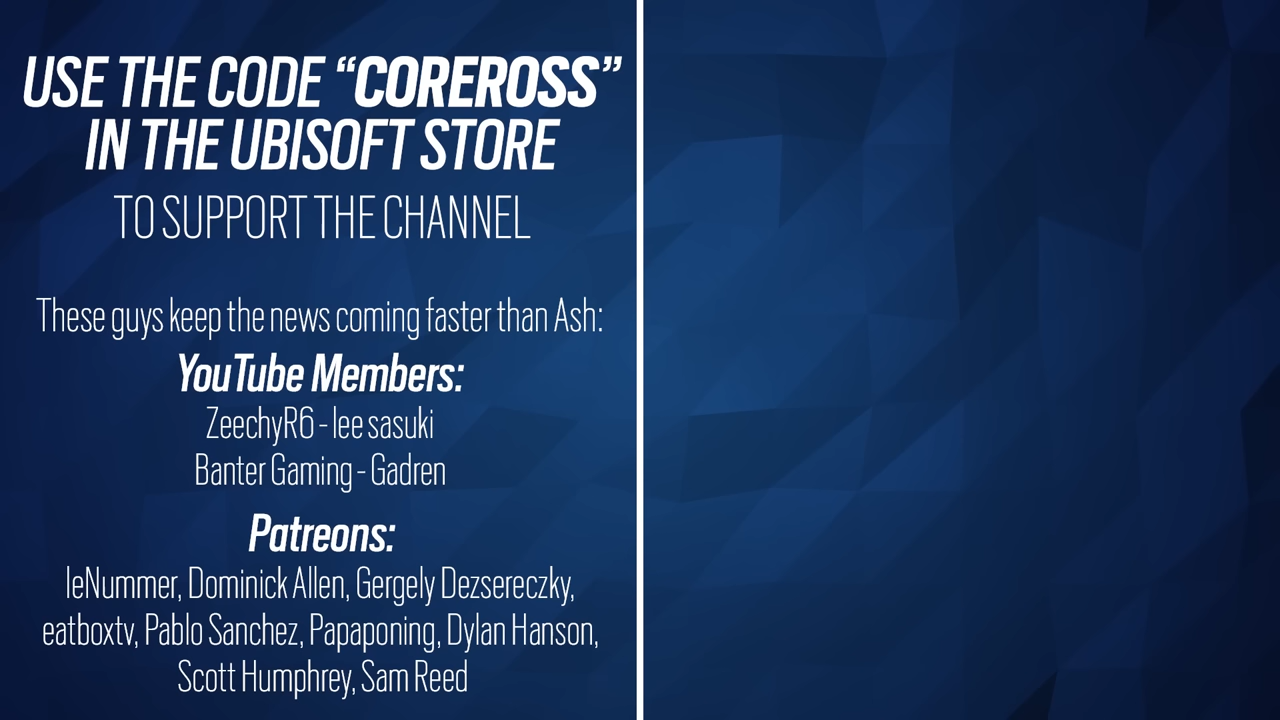 USE THE CODE “COREROSS”
IN THE UBISOFT STORE
TO SUPPORT THE CHANNEL
These guys keep the news coming faster than Ash:
YouTube Members:
ZeechyR6 - lee sasuki
Banter Gaming - Gadren
Patreons:
leNummer, Dominick Allen, Gergely Dezsereczky,
eatboxtv, Pablo Sanchez, Papaponing, Dylan Hanson,
Scott Humphrey, Sam Reed